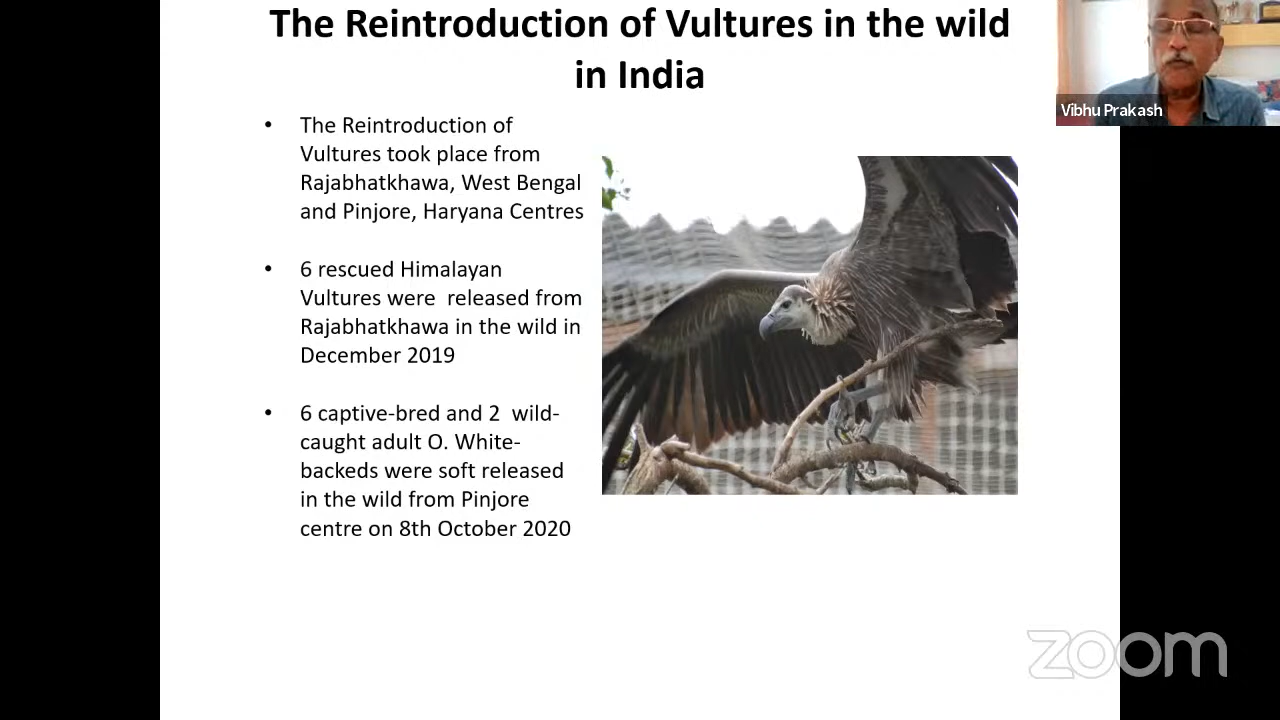 The Reintroduction of Vultures in the wild
in India
• The Reintroduction of
Vultures took place from
Rajabhatkhawa, West Bengal
and Pinjore, Haryana Centres
• 6 rescued Himalayan
Vultures were released from
Rajabhatkhawa in the wild in
December 2019
• 6 captive-bred and 2 wild-
caught adult O. White-
backeds were soft released
in the wild from Pinjore
centre on 8th October 2020
Vibhu Prakash
zoom